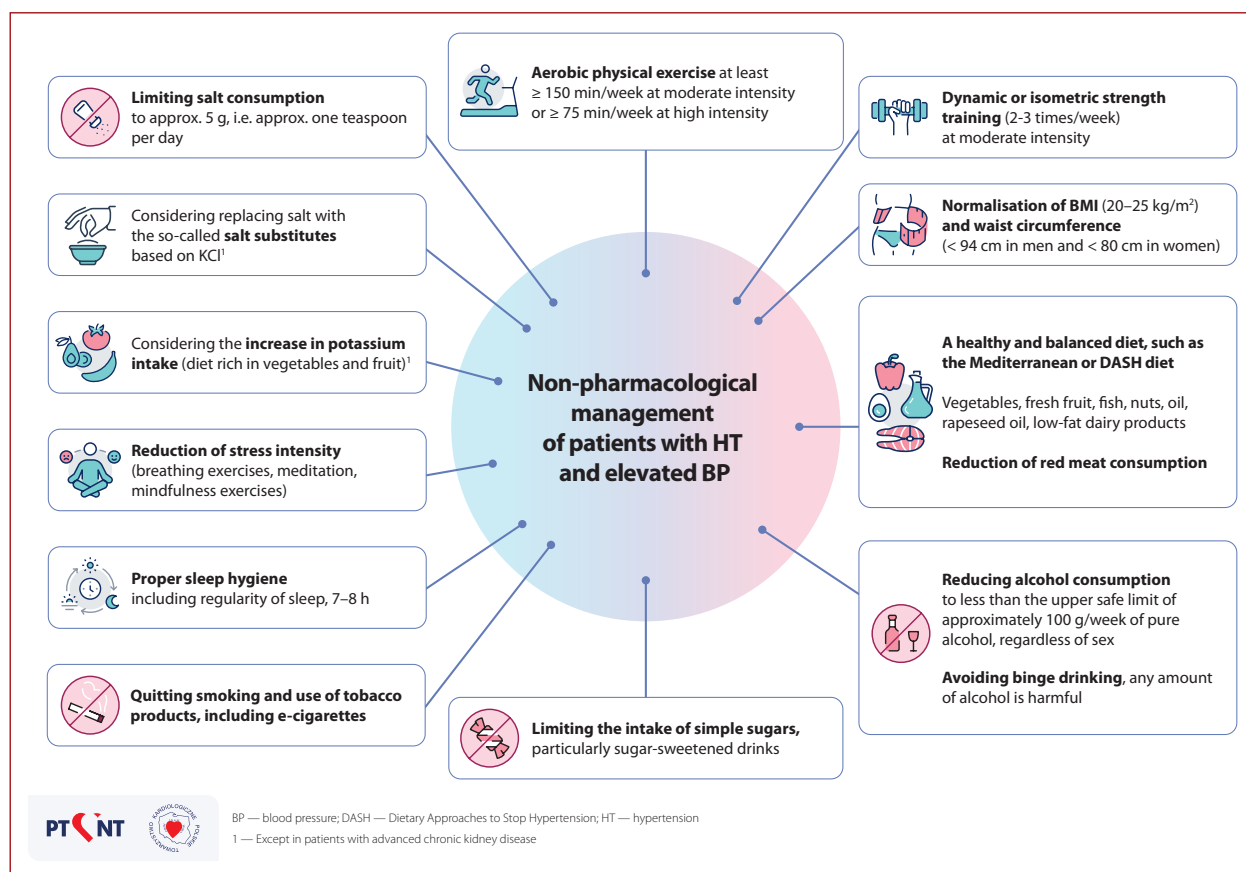 Limiting salt consumption
to approx. 5 g, i.e. approx. one teaspoon
per day
Considering replacing salt with
the so-called salt substitutes
based on KCl¹
Considering the increase in potassium
intake (diet rich in vegetables and fruit)¹
Reduction of stress intensity
(breathing exercises, meditation,
mindfulness exercises)
Proper sleep hygiene
including regularity of sleep, 7–8 h
Quitting smoking and use of tobacco
products, including e-cigarettes
Aerobic physical exercise at least
≥ 150 min/week at moderate intensity
or ≥ 75 min/week at high intensity
Non-pharmacological
management
of patients with HT
and elevated BP
Limiting the intake of simple sugars,
particularly sugar-sweetened drinks
Dynamic or isometric strength
training (2-3 times/week)
at moderate intensity
Normalisation of BMI (20–25 kg/m²)
and waist circumference
(< 94 cm in men and < 80 cm in women)
A healthy and balanced diet, such as
the Mediterranean or DASH diet
Vegetables, fresh fruit, fish, nuts, oil,
rapeseed oil, low-fat dairy products
Reduction of red meat consumption
Reducing alcohol consumption
to less than the upper safe limit of
approximately 100 g/week of pure
alcohol, regardless of sex
Avoiding binge drinking, any amount
of alcohol is harmful
PT NT
POLSKIE TOWARZYSTWO KARDIOLOGICZNE
BP — blood pressure; DASH — Dietary Approaches to Stop Hypertension; HT — hypertension
1 — Except in patients with advanced chronic kidney disease